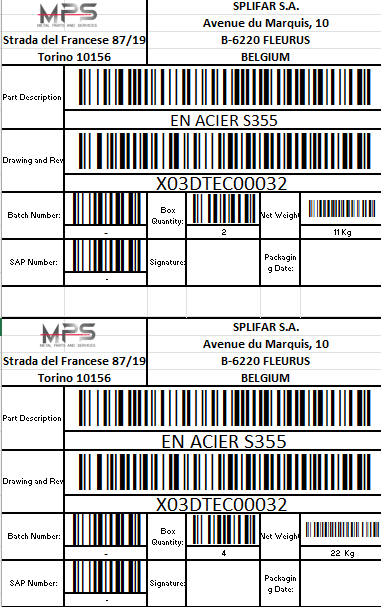 MPS
METAL PARTS AND SERVICES
SPLIFAR S.A.
Avenue du Marquis, 10
Strada del Francese 87/19
B-6220 FLEURUS
Torino 10156
BELGIUM
Part Description
EN ACIER S355
Drawing and Rev
X03DTEC00032
Batch Number:
-
Box Quantity:
2
Net Weight
11 Kg
SAP Number:
-
Signature:
Packagin
g Date:
MPS
METAL PARTS AND SERVICES
SPLIFAR S.A.
Avenue du Marquis, 10
Strada del Francese 87/19
B-6220 FLEURUS
Torino 10156
BELGIUM
Part Description
EN ACIER S355
Drawing and Rev
X03DTEC00032
Batch Number:
-
Box Quantity:
4
Net Weight
22 Kg
SAP Number:
-
Signature:
Packagin
g Date: